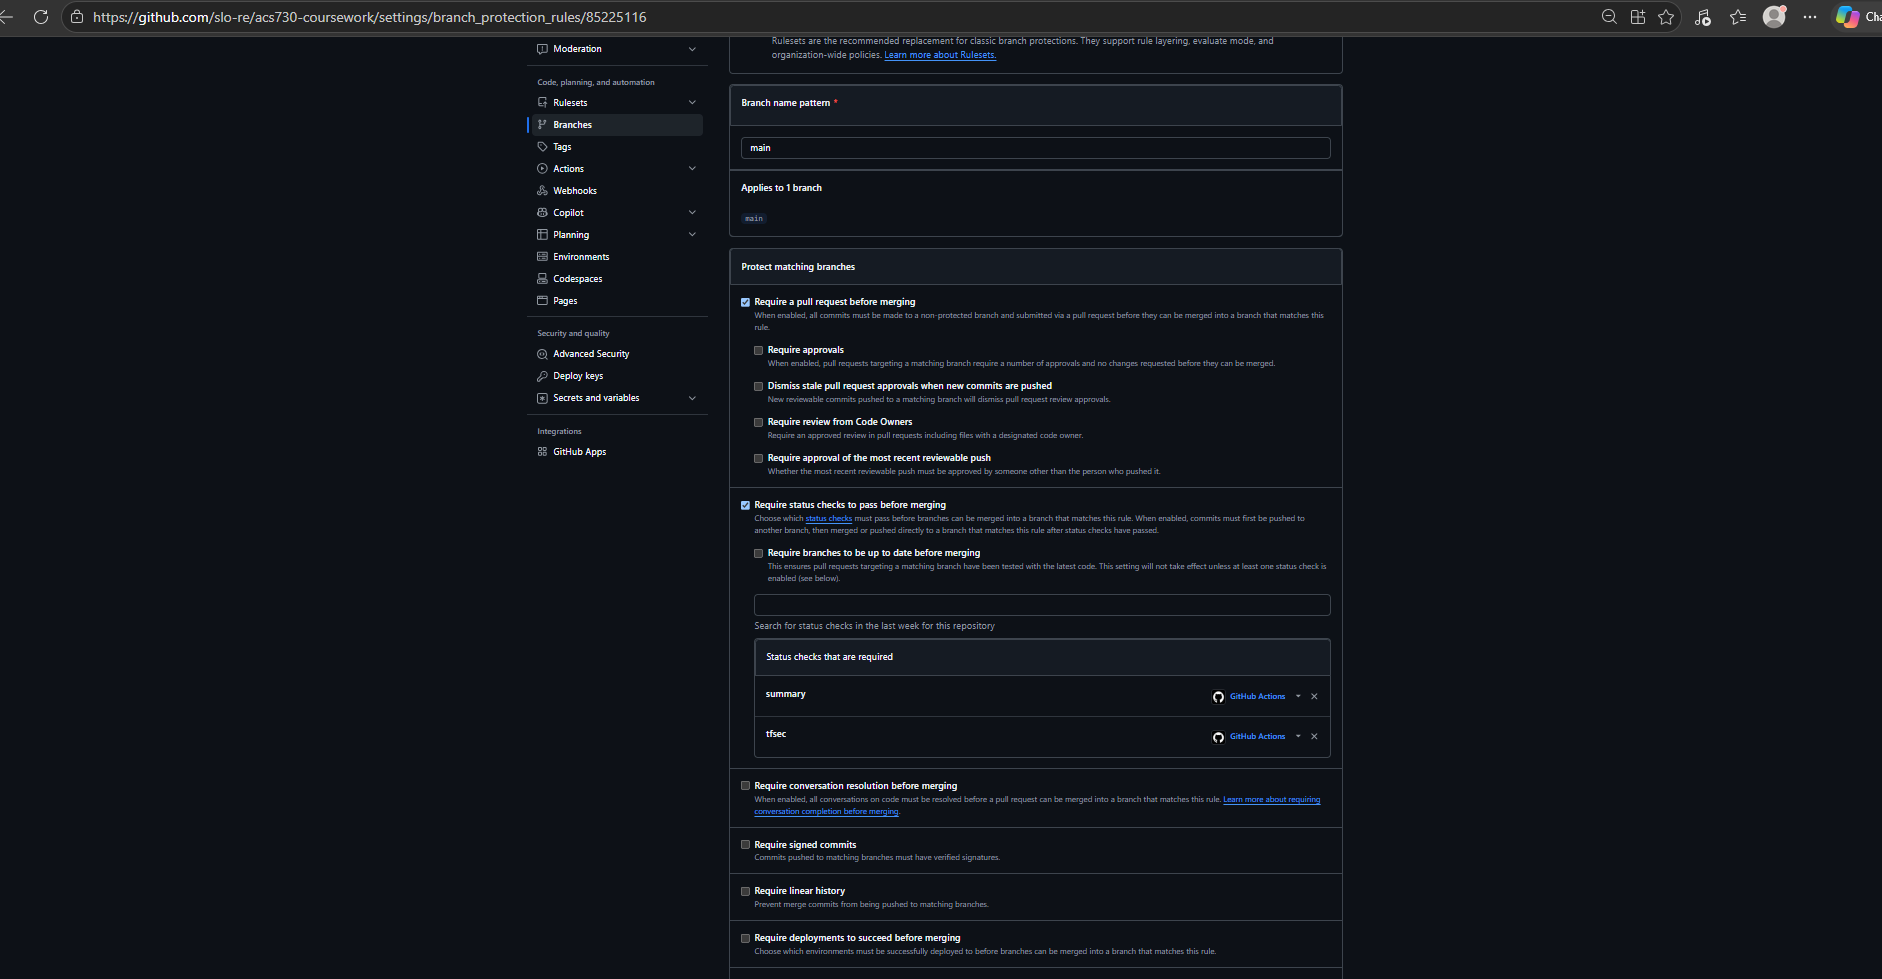 https://github.com/slo-re/acs730-coursework/settings/branch_protection_rules/85225116
Cha
Moderation
Code, planning, and automation
Rulesets
Branches
Tags
Actions
Webhooks
Copilot
Planning
Environments
Codespaces
Pages
Security and quality
Advanced Security
Deploy keys
Secrets and variables
Integrations
GitHub Apps
Rulesets are the recommended replacement for classic branch protections. They support rule layering, evaluate mode, and
organization-wide policies. Learn more about Rulesets.
Branch name pattern *
main
Applies to 1 branch
main
Protect matching branches
Require a pull request before merging
When enabled, all commits must be made to a non-protected branch and submitted via a pull request before they can be merged into a branch that matches this
rule.
Require approvals
When enabled, pull requests targeting a matching branch require a number of approvals and no changes requested before they can be merged.
Dismiss stale pull request approvals when new commits are pushed
New reviewable commits pushed to a matching branch will dismiss pull request review approvals.
Require review from Code Owners
Require an approved review in pull requests including files with a designated code owner.
Require approval of the most recent reviewable push
Whether the most recent reviewable push must be approved by someone other than the person who pushed it.
Require status checks to pass before merging
Choose which status checks must pass before branches can be merged into a branch that matches this rule. When enabled, commits must first be pushed to
another branch, then merged or pushed directly to a branch that matches this rule after status checks have passed.
Require branches to be up to date before merging
This ensures pull requests targeting a matching branch have been tested with the latest code. This setting will not take effect unless at least one status check is
enabled (see below).
Search for status checks in the last week for this repository
Status checks that are required
summary GitHub Actions
tfsec GitHub Actions
Require conversation resolution before merging
When enabled, all conversations on code must be resolved before a pull request can be merged into a branch that matches this rule. Learn more about requiring
conversation completion before merging.
Require signed commits
Commits pushed to matching branches must have verified signatures.
Require linear history
Prevent merge commits from being pushed to matching branches.
Require deployments to succeed before merging
Choose which environments must be successfully deployed to before branches can be merged into a branch that matches this rule.